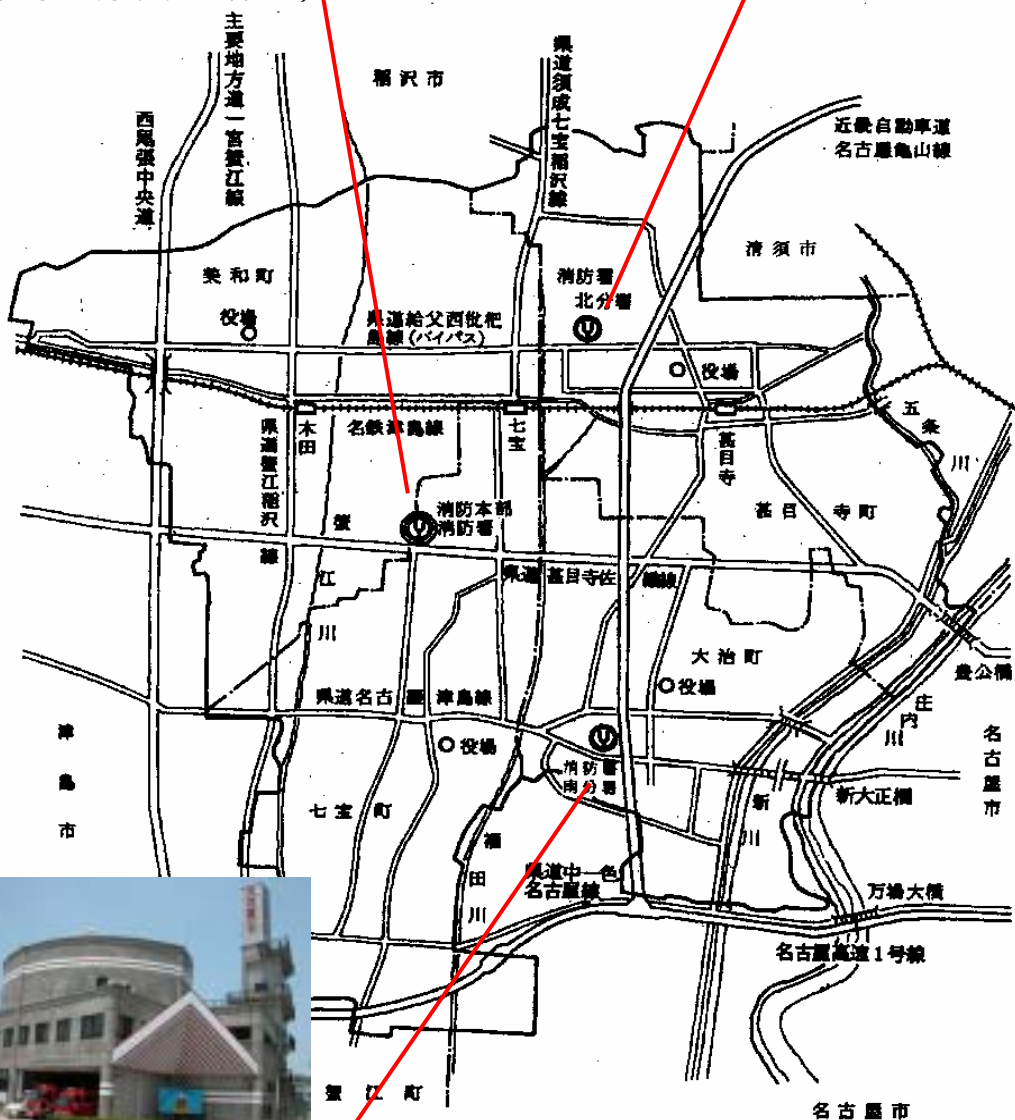 主要地方道一宮蟹江線
西尾張中央道
稲沢市
県道須成七宝稲沢線
近畿自動車道
名古屋亀山線
清須市
美和町
役場
県道給父西枇杷
島線(バイパス)
消防署
北分署
役場
五条川
県道蟹江稲沢線
木田
名鉄津島線
七宝
甚目寺
消防本部
消防署
甚目寺町
蟹江川
県道甚目寺佐織線
大治町
役場
豊公橋
県道名古屋津島線
庄内川
名古屋市
津島市
役場
消防署
南分署
新大正橋
新川
七宝町
福田川
県道中一色
名古屋線
万場大橋
名古屋高速1号線
蟹江町
名古屋市